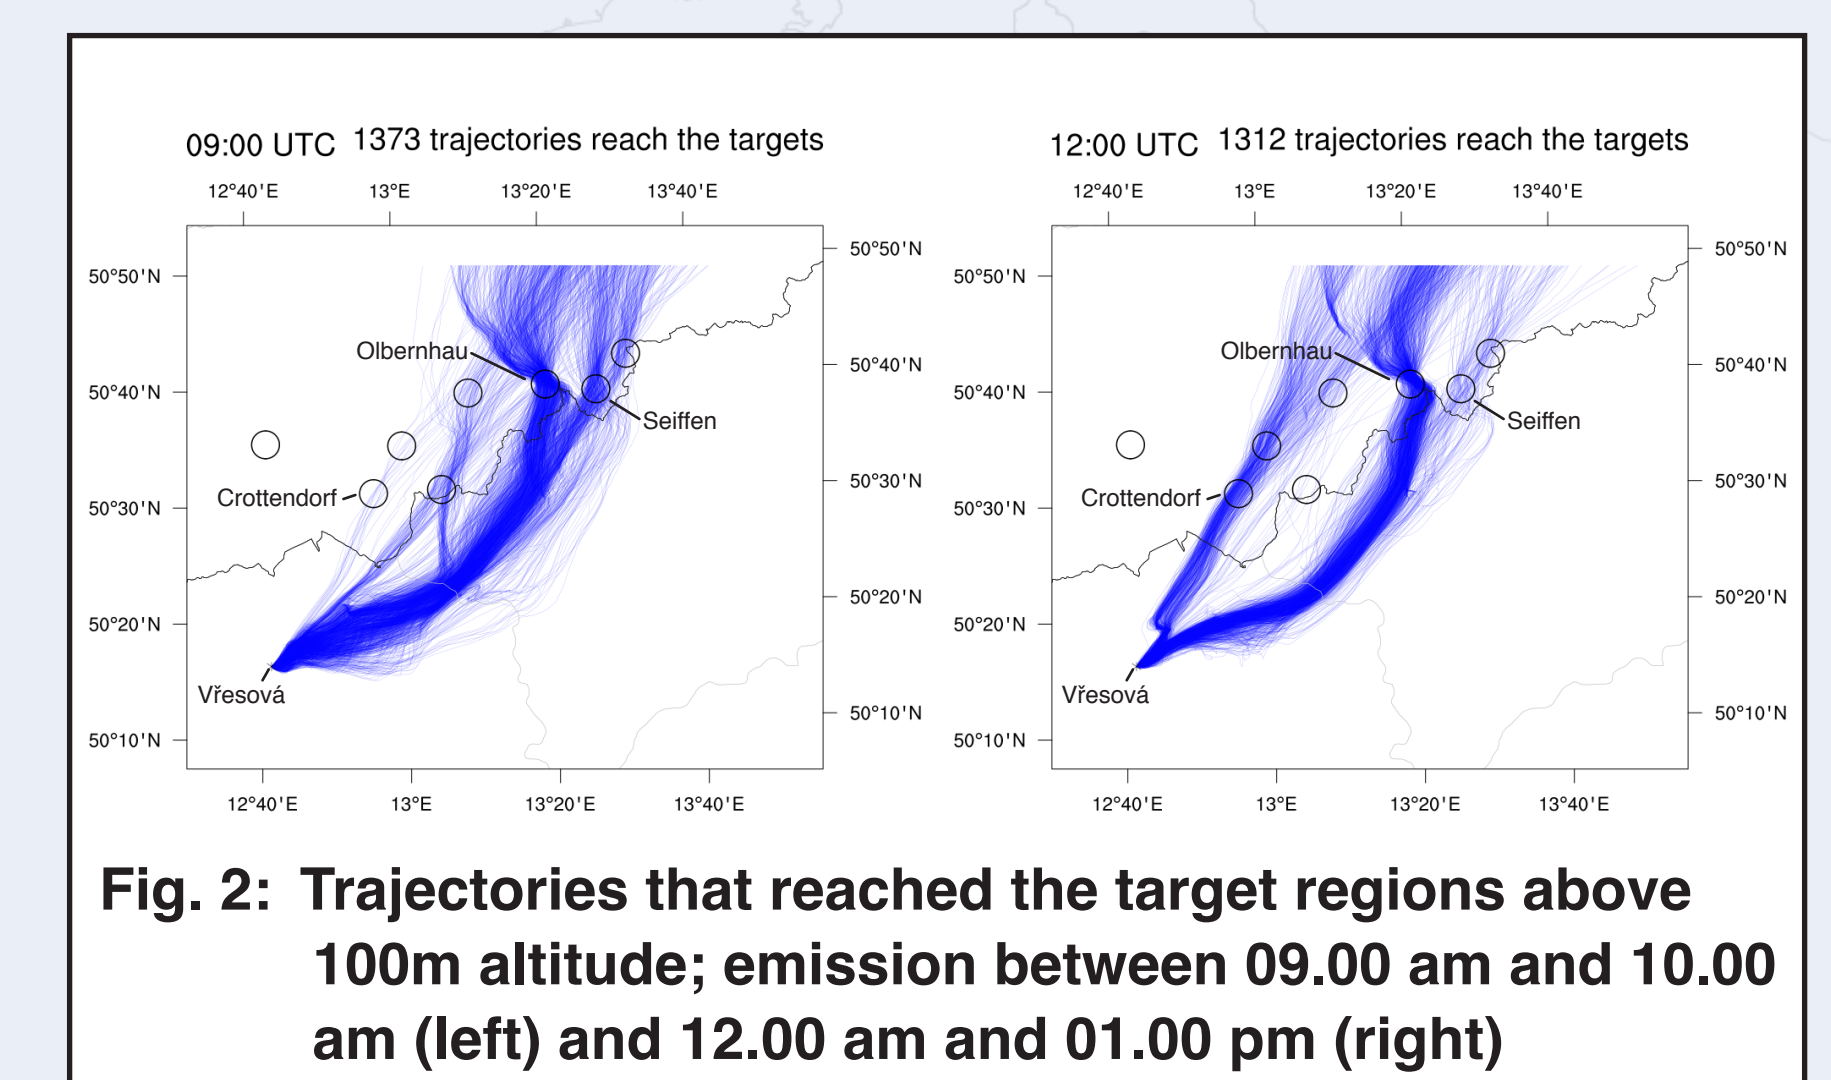 09:00 UTC 1373 trajectories reach the targets
12°40'E 13°E 13°20'E 13°40'E
50°50'N
50°50'N
Olbernhau
50°40'N
50°40'N
Seiffen
50°30'N
Crottendorf
50°30'N
50°20'N
50°20'N
Vřesová
50°10'N
50°10'N
12°40'E 13°E 13°20'E 13°40'E
12:00 UTC 1312 trajectories reach the targets
12°40'E 13°E 13°20'E 13°40'E
50°50'N
50°50'N
Olbernhau
50°40'N
50°40'N
Seiffen
50°30'N
Crottendorf
50°30'N
50°20'N
50°20'N
Vřesová
50°10'N
50°10'N
12°40'E 13°E 13°20'E 13°40'E
Fig. 2: Trajectories that reached the target regions above
100m altitude; emission between 09.00 am and 10.00
am (left) and 12.00 am and 01.00 pm (right)